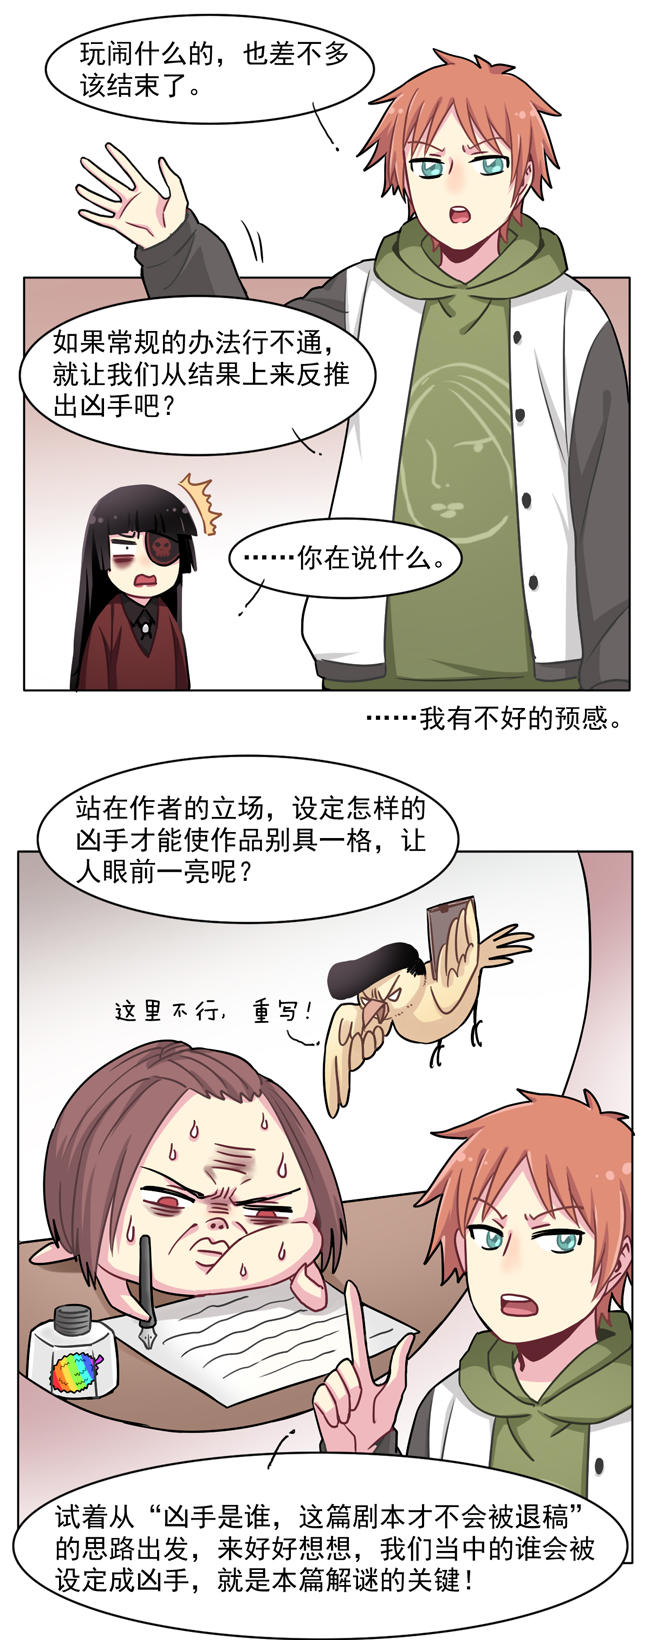 玩闹什么的，也差不多
该结束了。
如果常规的办法行不通，
就让我们从结果上来反推
出凶手吧？
……你在说什么。
……我有不好的预感。
站在作者的立场，设定怎样的
凶手才能使作品别具一格，让
人眼前一亮呢？
这里不行，重写！
试着从“凶手是谁，这篇剧本才不会被退稿”
的思路出发，来好好想想，我们当中的谁会被
设定成凶手，就是本篇解谜的关键！